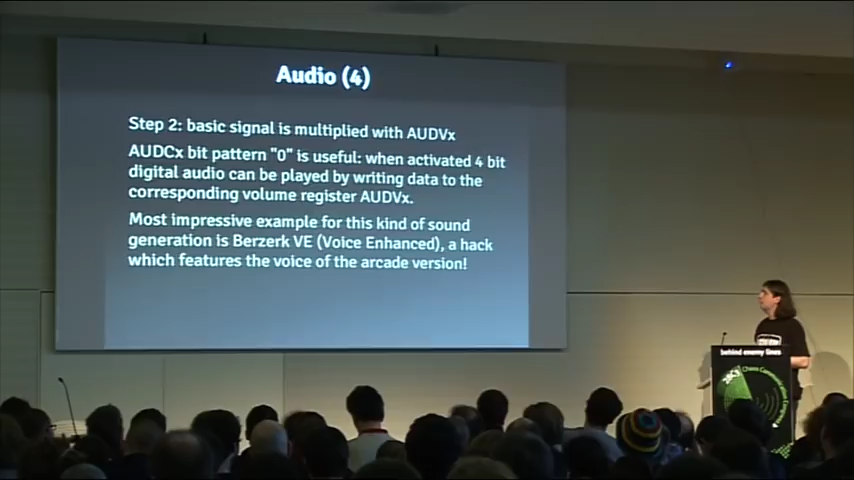 Audio (4)
Step 2: basic signal is multiplied with AUDVx
AUDCx bit pattern "0" is useful: when activated 4 bit
digital audio can be played by writing data to the
corresponding volume register AUDVx.
Most impressive example for this kind of sound
generation is Berzerk VE (Voice Enhanced), a hack
which features the voice of the arcade version!
behind enemy lines
28C3